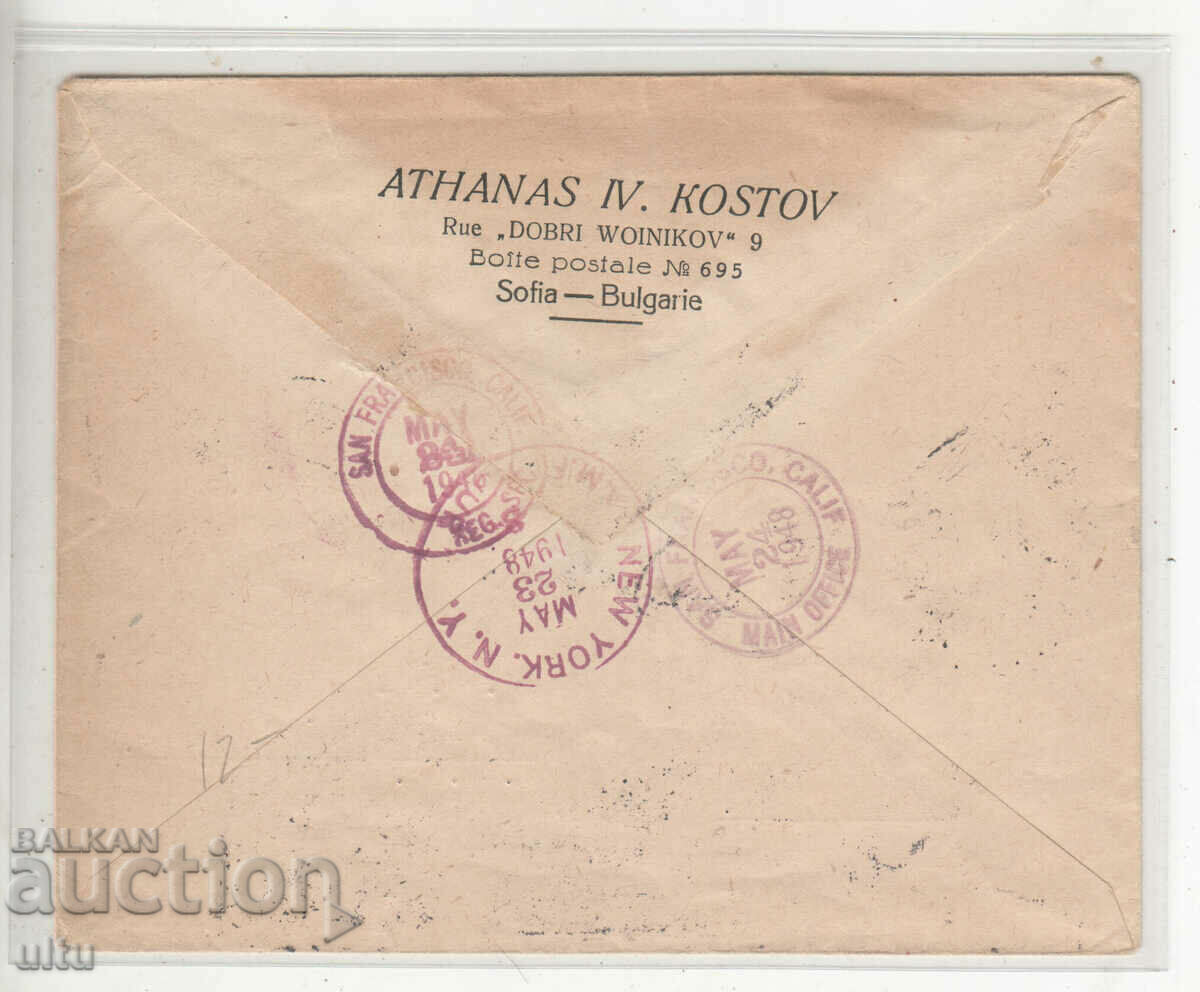 ATHANAS IV. KOSTOV
Rue „DOBRI WOINIKOV“ 9
Boîte postale № 695
Sofia — Bulgarie
SAN FRANCISCO, CALIF.
MAY
REG.
NEW YORK, N. Y.
MAY
23
1948
SAN FRANCISCO, CALIF.
MAY
24
1948
MAIN OFFICE
12-
BALKAN
auction
ultu